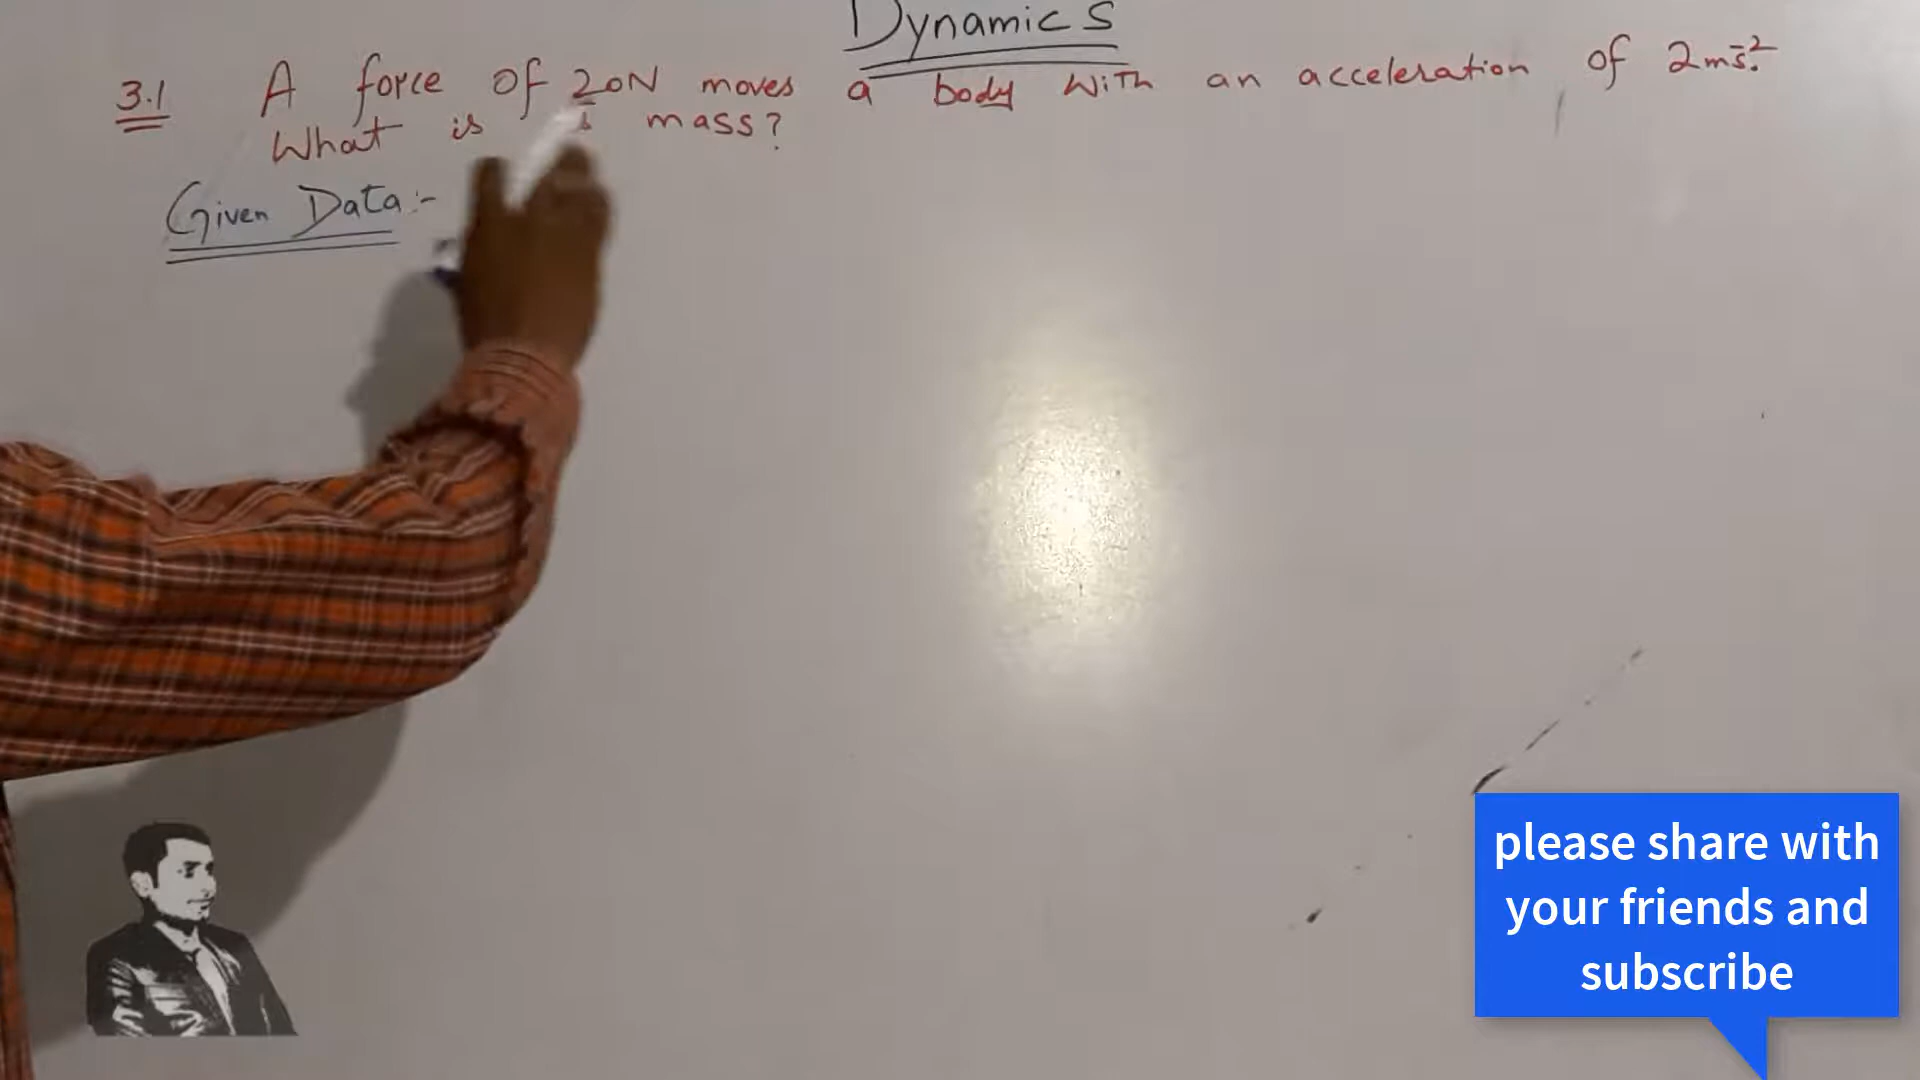 Dynamics
3.1 A force of 20N moves a body with an acceleration of 2ms⁻².
What is mass?
Given Data:-
please share with
your friends and
subscribe